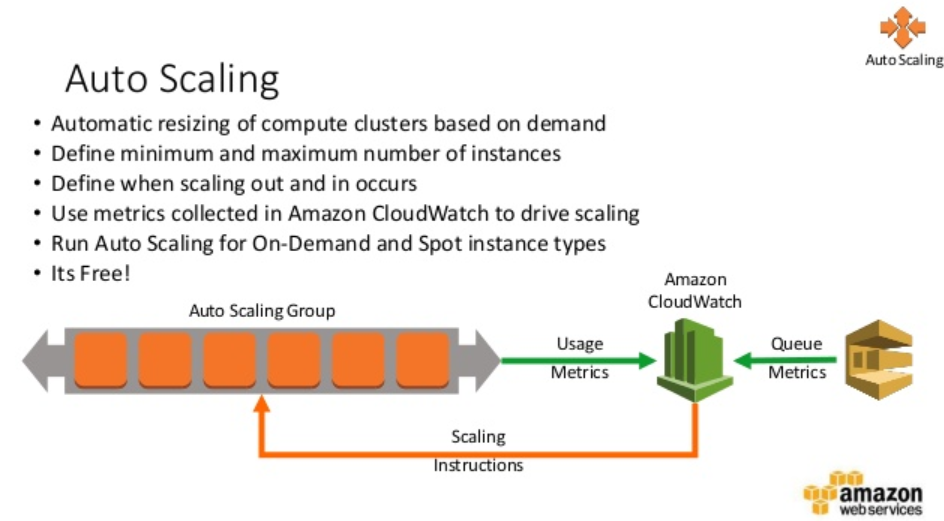 Auto Scaling
Auto Scaling
• Automatic resizing of compute clusters based on demand
• Define minimum and maximum number of instances
• Define when scaling out and in occurs
• Use metrics collected in Amazon CloudWatch to drive scaling
• Run Auto Scaling for On-Demand and Spot instance types
• Its Free!
Amazon
CloudWatch
Auto Scaling Group
Usage
Metrics
Queue
Metrics
Scaling
Instructions
amazon
web services